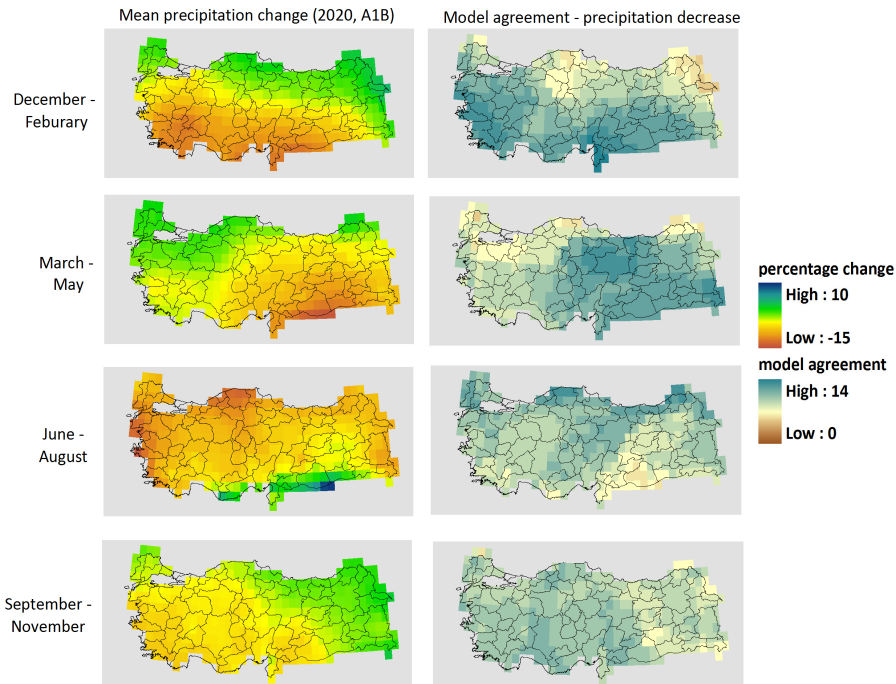 Mean precipitation change (2020, A1B)
Model agreement - precipitation decrease
December -
Feburary
March -
May
percentage change
High : 10
Low : -15
model agreement
High : 14
Low : 0
June -
August
September -
November